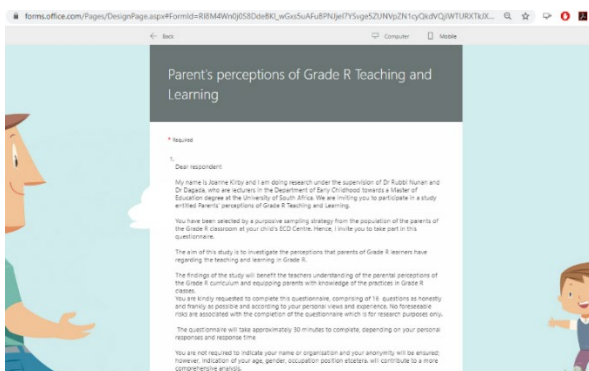 forms.office.com/Pages/DesignPage.aspx#FormId=
Back
Computer
Mobile
Parent's perceptions of Grade R Teaching and
Learning
* Required
1.
Dear respondent
My name is Joanne Kirby and I am doing research under the supervision of Dr Rubbi Nunan and
Dr Dagada, who are lecturers in the Department of Early Childhood towards a Master of
Education degree at the University of South Africa. We are inviting you to participate in a study
entitled Parents' perceptions of Grade R Teaching and Learning.
You have been selected by a purposive sampling strategy from the population of the parents of
the Grade R classroom at your child's ECD Centre. Hence, I invite you to take part in this
questionnaire.
The aim of this study is to investigate the perceptions that parents of Grade R learners have
regarding the teaching and learning in Grade R.
The findings of the study will benefit the teachers understanding of the parental perceptions of
the Grade R curriculum and equipping parents with knowledge of the practices in Grade R
classes.
You are kindly requested to complete this questionnaire, comprising of 16 questions as honestly
and frankly as possible and according to your personal views and experience. No foreseeable
risks are associated with the completion of the questionnaire which is for research purposes only.
The questionnaire will take approximately 30 minutes to complete, depending on your personal
responses and response time
You are not required to indicate your name or organisation and your anonymity will be ensured;
however, indication of your age, gender, occupation position etcetera, will contribute to a more
comprehensive analysis.